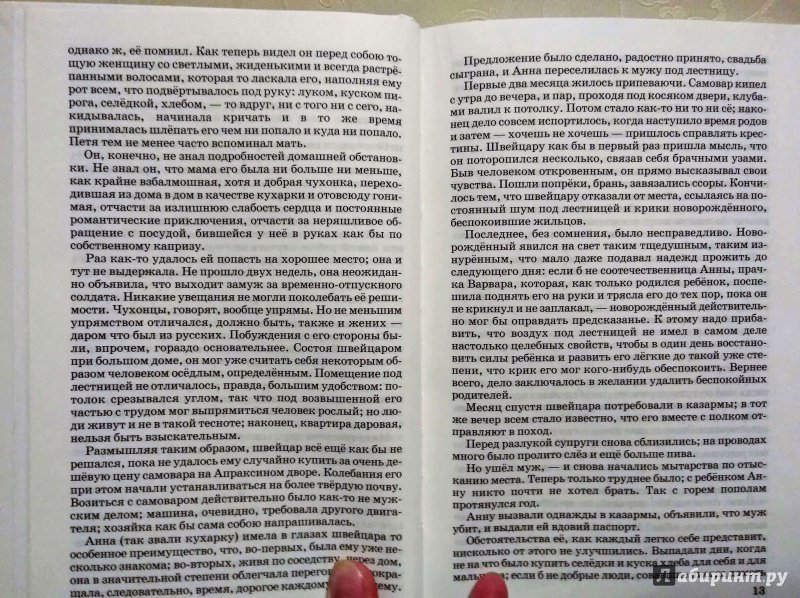 однако ж, её помнил. Как теперь видел он перед собою то-
щую женщину со светлыми, жиденькими и всегда растрё-
панными волосами, которая то ласкала его, наполняя ему
рот всем, что подвёртывалось под руку: луком, куском пи-
рога, селёдкой, хлебом, — то вдруг, ни с того ни с сего, на-
кидывалась, начинала кричать и в то же время
принималась шлёпать его чем ни попало и куда ни попало.
Петя тем не менее часто вспоминал мать.
Он, конечно, не знал подробностей домашней обстанов-
ки. Не знал он, что мама его была ни больше ни меньше,
как крайне взбалмошная, хотя и добрая чухонка, перехо-
дившая из дома в дом в качестве кухарки и отовсюду гони-
мая, отчасти за излишнюю слабость сердца и постоянные
романтические приключения, отчасти за неряшливое об-
ращение с посудой, бившейся у неё в руках как бы по
собственному капризу.
Раз как-то удалось ей попасть на хорошее место; она и
тут не выдержала. Не прошло двух недель, она неожидан-
но объявила, что выходит замуж за временно-отпускного
солдата. Никакие увещания не могли поколебать её реши-
мости. Чухонцы, говорят, вообще упрямы. Но не меньшим
упрямством отличался, должно быть, также и жених —
даром что был из русских. Побуждения с его стороны бы-
ли, впрочем, гораздо основательнее. Состоя швейцаром
при большом доме, он мог уже считать себя некоторым об-
разом человеком осёдлым, определённым. Помещение под
лестницей не отличалось, правда, большим удобством: по-
толок срезывался углом, так что под возвышенной его
частью с трудом мог выпрямиться человек рослый; но лю-
ди живут и не в такой тесноте; наконец, квартира даровая,
нельзя быть взыскательным.
Размышляя таким образом, швейцар всё ещё как бы не
решался, пока не удалось ему случайно купить за очень де-
шёвую цену самовара на Апраксином дворе. Колебания его
при этом начали устанавливаться на более твёрдую почву.
Возиться с самоваром действительно было как-то не муж-
ским делом; машина, очевидно, требовала другого двига-
теля; хозяйка как бы сама собою напрашивалась.
Анна (так звали кухарку) имела в глазах швейцара то
особенное преимущество, что, во-первых, была ему уже не-
сколько знакома; во-вторых, живя по соседству, через дом,
она в значительной степени облегчала перегов
кра-
щала, следовательно, время, дорогое каждому
ему.
Предложение было сделано, радостно принято, свадьба
сыграна, и Анна переселилась к мужу под лестницу.
Первые два месяца жилось припеваючи. Самовар кипел
с утра до вечера, и пар, проходя под косяком двери, клуба-
ми валил к потолку. Потом стало как-то ни то ни сё; нако-
нец дело совсем испортилось, когда наступило время родов
и затем — хочешь не хочешь — пришлось справлять крес-
тины. Швейцару как бы в первый раз пришла мысль, что
он поторопился несколько, связав себя брачными узами.
Быв человеком откровенным, он прямо высказывал свои
чувства. Пошли попрёки, брань, завязались ссоры. Кончи-
лось тем, что швейцару отказали от места, ссылаясь на по-
стоянный шум под лестницей и крики новорождённого,
беспокоившие жильцов.
Последнее, без сомнения, было несправедливо. Ново-
рождённый явился на свет таким тщедушным, таким из-
нурённым, что мало даже подавал надежд прожить до
следующего дня: если б не соотечественница Анны, прач-
ка Варвара, которая, как только родился ребёнок, поспе-
шила поднять его на руки и трясла его до тех пор, пока он
не крикнул и не заплакал, — новорождённый действитель-
но мог бы оправдать предсказанье. К этому надо приба-
вить, что воздух под лестницей не имел в самом деле
настолько целебных свойств, чтобы в один день восстано-
вить силы ребёнка и развить его лёгкие до такой уже сте-
пени, что крик его мог кого-нибудь обеспокоить. Вернее
всего, дело заключалось в желании удалить беспокойных
родителей.
Месяц спустя швейцара потребовали в казармы; в тот
же вечер всем стало известно, что его вместе с полком от-
правляют в поход.
Перед разлукой супруги снова сблизились; на проводах
много было пролито слёз и ещё больше пива.
Но ушёл муж, — и снова начались мытарства по отыс-
канию места. Теперь только труднее было; с ребёнком Ан-
ну никто почти не хотел брать. Так с горем пополам
протянулся год.
Анну вызвали однажды в казармы, объявили, что муж
убит, и выдали ей вдовий паспорт.
Обстоятельства её, как каждый легко себе представит,
нисколько от этого не улучшились. Выпадали дни, когда
не на что было купить селёдки и куска хлеба для себя и для
маль
; если б не добрые люди, сов
13
Лабиринт.ру